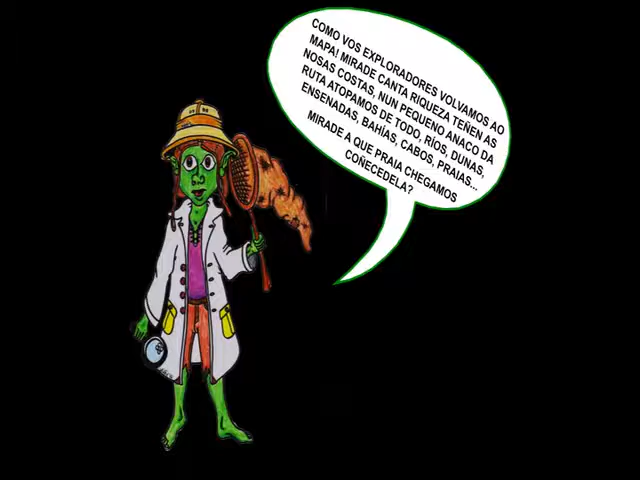 COMO VOS EXPLORADORES VOLVAMOS AO
MAPA! MIRADE CANTA RIQUEZA TEÑEN AS
NOSAS COSTAS, NUN PEQUENO ANACO DA
RUTA ATOPAMOS DE TODO, RÍOS, DUNAS,
ENSENADAS, BAHÍAS, CABOS, PRAIAS...
MIRADE A QUE PRAIA CHEGAMOS
COÑECEDELA?